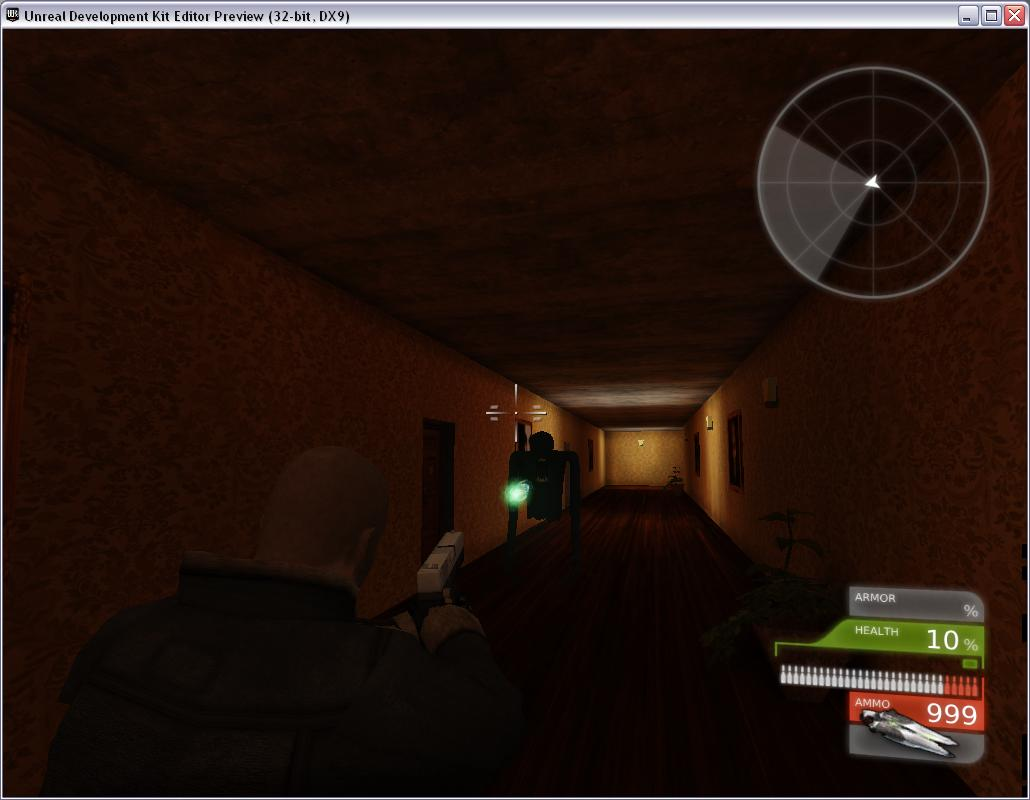 Unreal Development Kit Editor Preview (32-bit, DX9)
ARMOR
%
HEALTH 10 %
AMMO 999